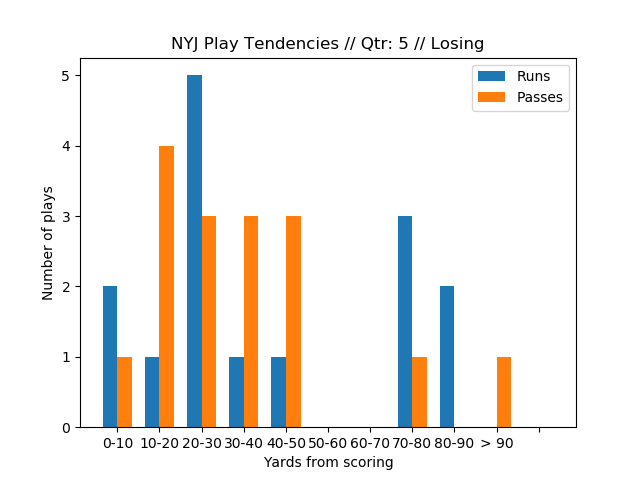 NYJ Play Tendencies // Qtr: 5 // Losing
Runs
Passes
5
4
3
2
1
0
Number of plays
0-10 10-20 20-30 30-40 40-50 50-60 60-70 70-80 80-90 > 90
Yards from scoring